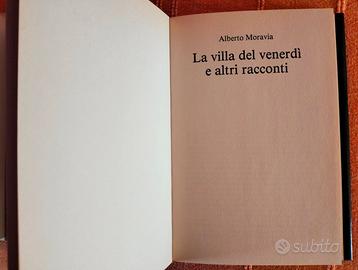 Alberto Moravia
La villa del venerdì
e altri racconti
subito